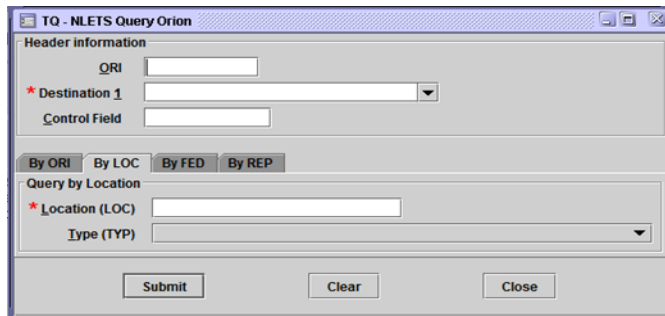 TQ - NLETS Query Orion
Header information
ORI
* Destination 1
Control Field
By ORI By LOC By FED By REP
Query by Location
* Location (LOC)
Type (TYP)
Submit Clear Close